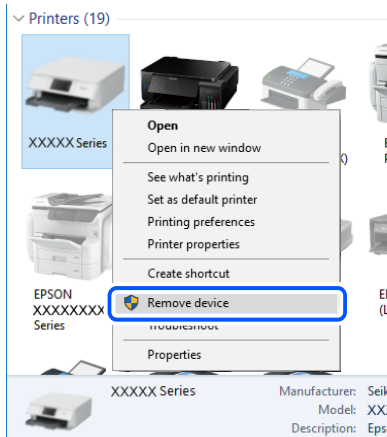 Printers (19)
XXXXX Series
Open
Open in new window
See what's printing
Set as default printer
Printing preferences
Printer properties
Create shortcut
Remove device
Troubleshoot
Properties
EPSON
XXXXXXXX
Series
XXXXX Series
Manufacturer:
Model:
Description: